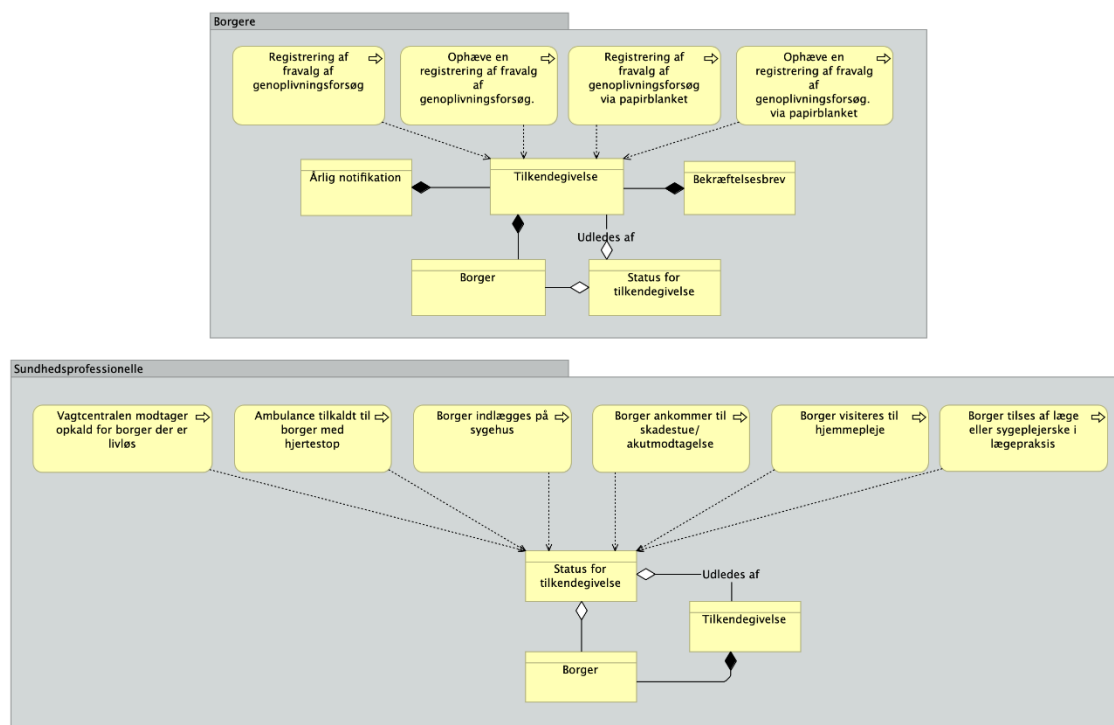 Borgere
Registrering af
fravalg af
genoplivningsforsøg
Ophæve en
registrering af fravalg
af
genoplivningsforsøg.
Registrering af
fravalg af
genoplivningsforsøg
via papirblanket
Ophæve en
registrering af fravalg af
genoplivningsforsøg.
via papirblanket
Årlig notifikation
Tilkendegivelse
Bekræftelsesbrev
Udledes af
Borger
Status for
tilkendegivelse
Sundhedsprofessionelle
Vagtcentralen modtager
opkald for borger der er
livløs
Ambulance tilkaldt til
borger med
hjertestop
Borger indlægges på
sygehus
Borger ankommer til
skadestue/
akutmodtagelse
Borger visiteres til
hjemmepleje
Borger tilses af læge
eller sygeplejerske i
lægepraksis
Status for
tilkendegivelse
Udledes af
Tilkendegivelse
Borger